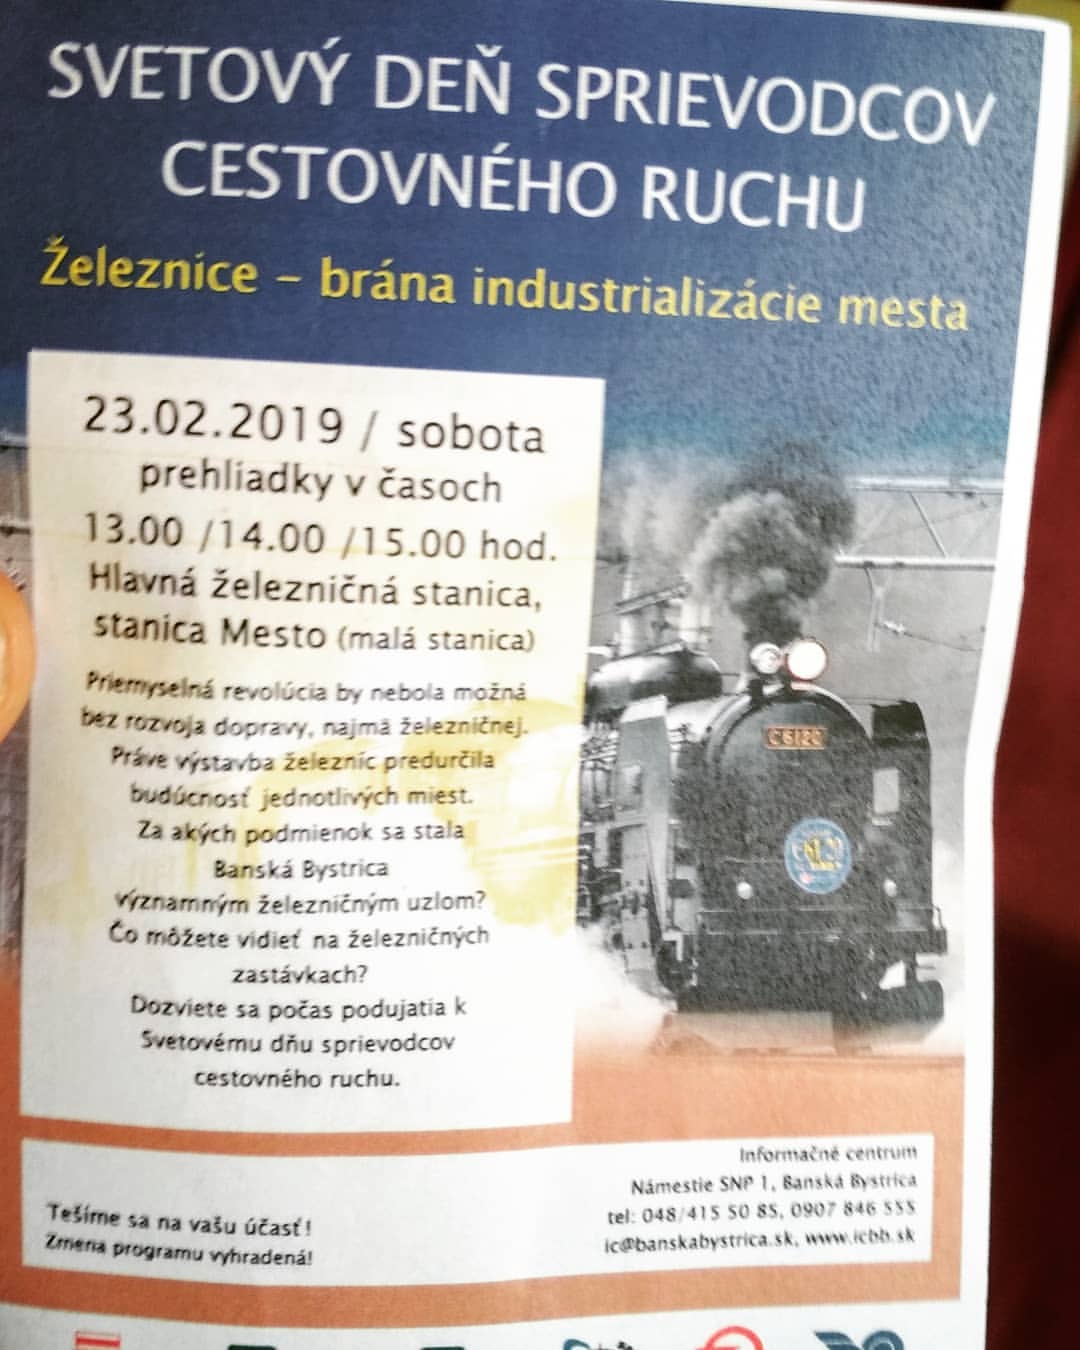 SVETOVÝ DEŇ SPRIEVODCOV
CESTOVNÉHO RUCHU
Železnice – brána industrializácie mesta
23.02.2019 / sobota
prehliadky v časoch
13.00 /14.00 /15.00 hod.
Hlavná železničná stanica,
stanica Mesto (malá stanica)
Priemyselná revolúcia by nebola možná
bez rozvoja dopravy, najmä železničnej.
Práve výstavba železníc predurčila
budúcnosť jednotlivých miest.
Za akých podmienok sa stala
Banská Bystrica
významným železničným uzlom?
Čo môžete vidieť na železničných
zastávkach?
Dozviete sa počas podujatia k
Svetovému dňu sprievodcov
cestovného ruchu.
C6120
Tešíme sa na vašu účasť!
Zmena programu vyhradená!
Informačné centrum
Námestie SNP 1, Banská Bystrica
tel: 048/415 50 85, 0907 846 555
ic@banskabystrica.sk, www.icbb.sk